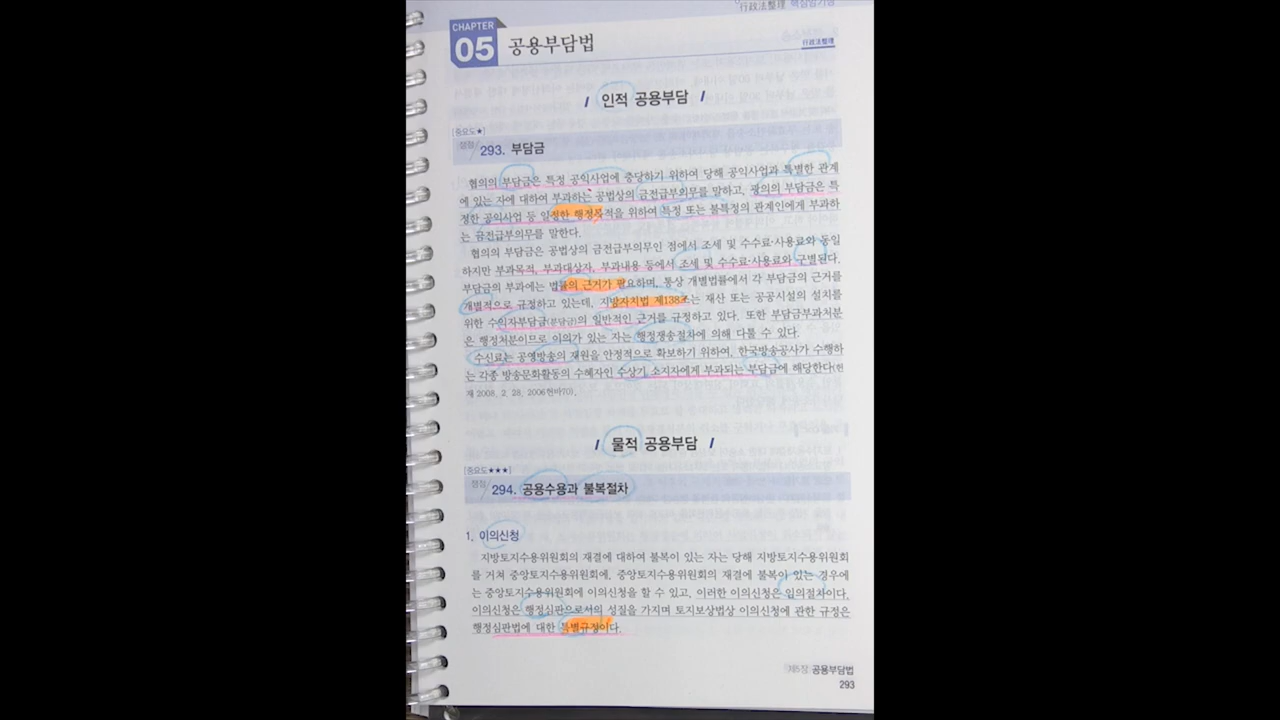 行政法整理 핵심암기장
CHAPTER
05 공용부담법
行政法整理
/ 인적 공용부담 /
[중요도★]
쟁점/ 293. 부담금
협의의 부담금은 특정 공익사업에 충당하기 위하여 당해 공익사업과 특별한 관계
에 있는 자에 대하여 부과하는 공법상의 금전급부의무를 말하고, 광의의 부담금은 특
정한 공익사업 등 일정한 행정목적을 위하여 특정 또는 불특정의 관계인에게 부과하
는 금전급부의무를 말한다.
협의의 부담금은 공법상의 금전급부의무인 점에서 조세 및 수수료·사용료와 동일
하지만 부과목적, 부과대상자, 부과내용 등에서 조세 및 수수료·사용료와 구별된다.
부담금의 부과에는 법률의 근거가 필요하며, 통상 개별법률에서 각 부담금의 근거를
개별적으로 규정하고 있는데, 지방자치법 제138조는 재산 또는 공공시설의 설치를
위한 수익자부담금(분담금)의 일반적인 근거를 규정하고 있다. 또한 부담금부과처분
은 행정처분이므로 이의가 있는 자는 행정쟁송절차에 의해 다툴 수 있다.
수신료는 공영방송의 재원을 안정적으로 확보하기 위하여, 한국방송공사가 수행하
는 각종 방송문화활동의 수혜자인 수상기 소지자에게 부과되는 부담금에 해당한다(헌
재 2008. 2. 28. 2006헌바70).
/ 물적 공용부담 /
[중요도★★★]
쟁점/ 294. 공용수용과 불복절차
1. 이의신청
지방토지수용위원회의 재결에 대하여 불복이 있는 자는 당해 지방토지수용위원회
를 거쳐 중앙토지수용위원회에, 중앙토지수용위원회의 재결에 불복이 있는 경우에
는 중앙토지수용위원회에 이의신청을 할 수 있고, 이러한 이의신청은 임의절차이다.
이의신청은 행정심판으로서의 성질을 가지며 토지보상법상 이의신청에 관한 규정은
행정심판법에 대한 특별규정이다.
제5장 공용부담법
293